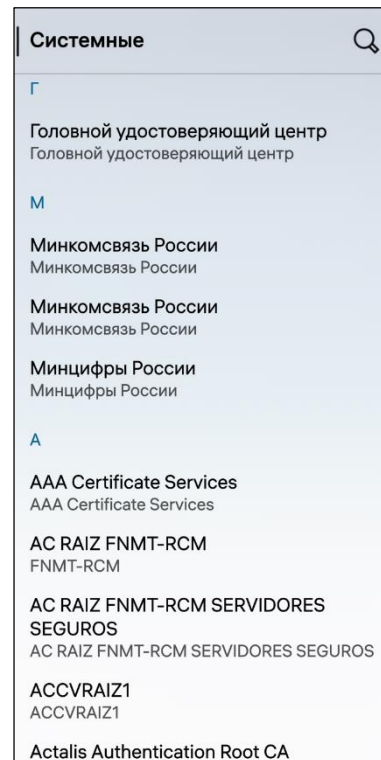 Системные
Г
Головной удостоверяющий центр
Головной удостоверяющий центр
М
Минкомсвязь России
Минкомсвязь России
Минкомсвязь России
Минкомсвязь России
Минцифры России
Минцифры России
A
AAA Certificate Services
AAA Certificate Services
AC RAIZ FNMT-RCM
FNMT-RCM
AC RAIZ FNMT-RCM SERVIDORES
SEGUROS
AC RAIZ FNMT-RCM SERVIDORES SEGUROS
ACCVRAIZ1
ACCVRAIZ1
Actalis Authentication Root CA